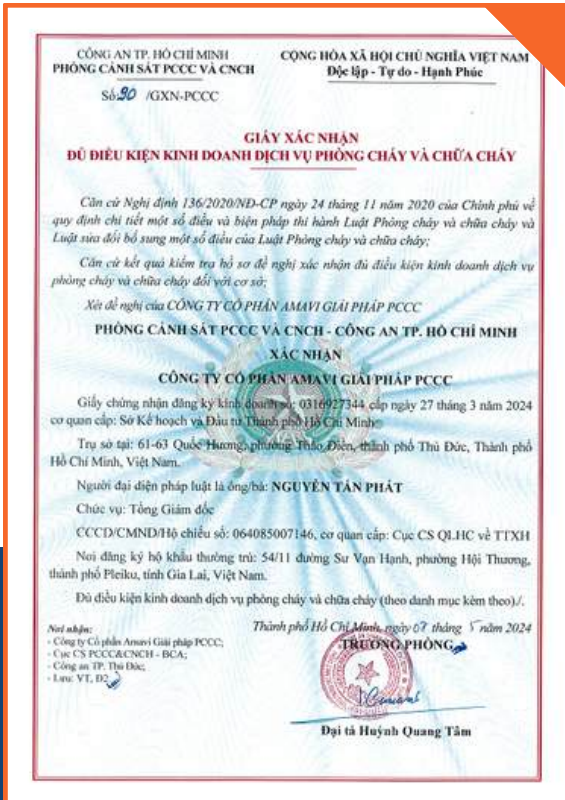 CÔNG AN TP. HỒ CHÍ MINH
PHÒNG CẢNH SÁT PCCC VÀ CNCH
Số: 90 /GXN-PCCC
CỘNG HÒA XÃ HỘI CHỦ NGHĨA VIỆT NAM
Độc lập - Tự do - Hạnh Phúc
GIẤY XÁC NHẬN
ĐỦ ĐIỀU KIỆN KINH DOANH DỊCH VỤ PHÒNG CHÁY VÀ CHỮA CHÁY
Căn cứ Nghị định 136/2020/NĐ-CP ngày 24 tháng 11 năm 2020 của Chính phủ về
quy định chi tiết một số điều và biện pháp thi hành Luật Phòng cháy và chữa cháy và
Luật sửa đổi bổ sung một số điều của Luật Phòng cháy và chữa cháy;
Căn cứ kết quả kiểm tra hồ sơ đề nghị xác nhận đủ điều kiện kinh doanh dịch vụ
phòng cháy và chữa cháy đối với cơ sở;
Xét đề nghị của CÔNG TY CỔ PHẦN AMAVI GIẢI PHÁP PCCC
PHÒNG CẢNH SÁT PCCC VÀ CNCH - CÔNG AN TP. HỒ CHÍ MINH
XÁC NHẬN
CÔNG TY CỔ PHẦN AMAVI GIẢI PHÁP PCCC
Giấy chứng nhận đăng ký kinh doanh số: 0316927344 cấp ngày 27 tháng 3 năm 2024
cơ quan cấp: Sở Kế hoạch và Đầu tư Thành phố Hồ Chí Minh.
Trụ sở tại: 61-63 Quốc Hương, phường Thảo Điền, thành phố Thủ Đức, Thành phố
Hồ Chí Minh, Việt Nam.
Người đại diện pháp luật là ông/bà: NGUYỄN TẤN PHÁT
Chức vụ: Tổng Giám đốc
CCCD/CMND/Hộ chiếu số: 064085007146, cơ quan cấp: Cục CS QLHC về TTXH
Nơi đăng ký hộ khẩu thường trú: 54/11 đường Sư Vạn Hạnh, phường Hội Thương,
thành phố Pleiku, tỉnh Gia Lai, Việt Nam.
Đủ điều kiện kinh doanh dịch vụ phòng cháy và chữa cháy (theo danh mục kèm theo)./.
Nơi nhận:
- Công ty Cổ phần Amavi Giải pháp PCCC;
- Cục CS PCCC&CNCH - BCA;
- Công an TP. Thủ Đức;
- Lưu: VT, Đ2.
Thành phố Hồ Chí Minh, ngày 07 tháng 5 năm 2024
TRƯỞNG PHÒNG
Đại tá Huỳnh Quang Tâm